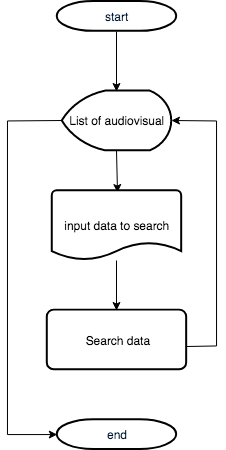 start
List of audiovisual
input data to search
Search data
end